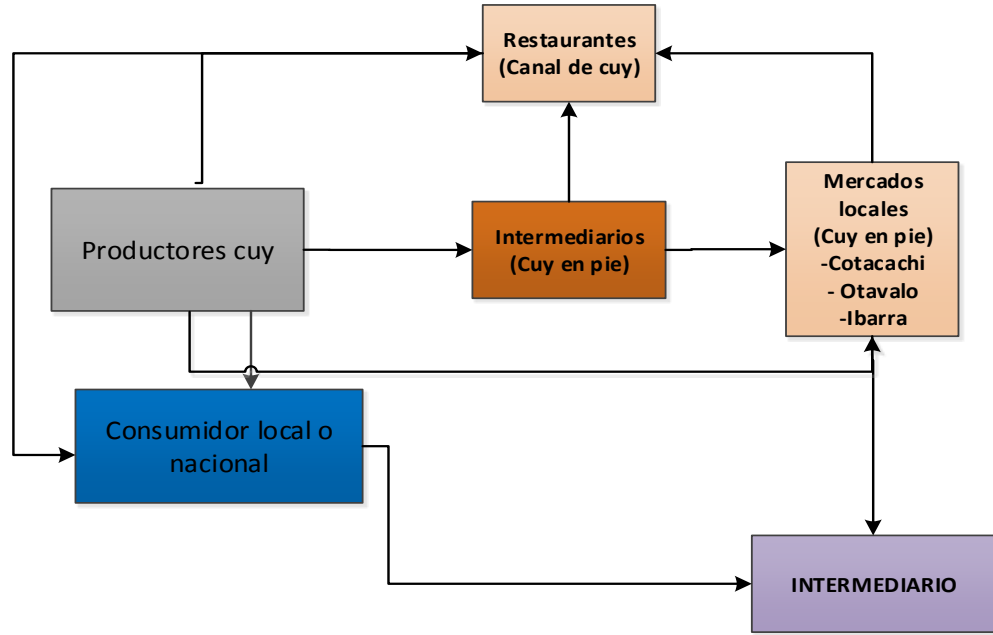 Restaurantes
(Canal de cuy)
Mercados
locales
(Cuy en pie)
-Cotacachi
- Otavalo
-Ibarra
Productores cuy
Intermediarios
(Cuy en pie)
Consumidor local o
nacional
INTERMEDIARIO